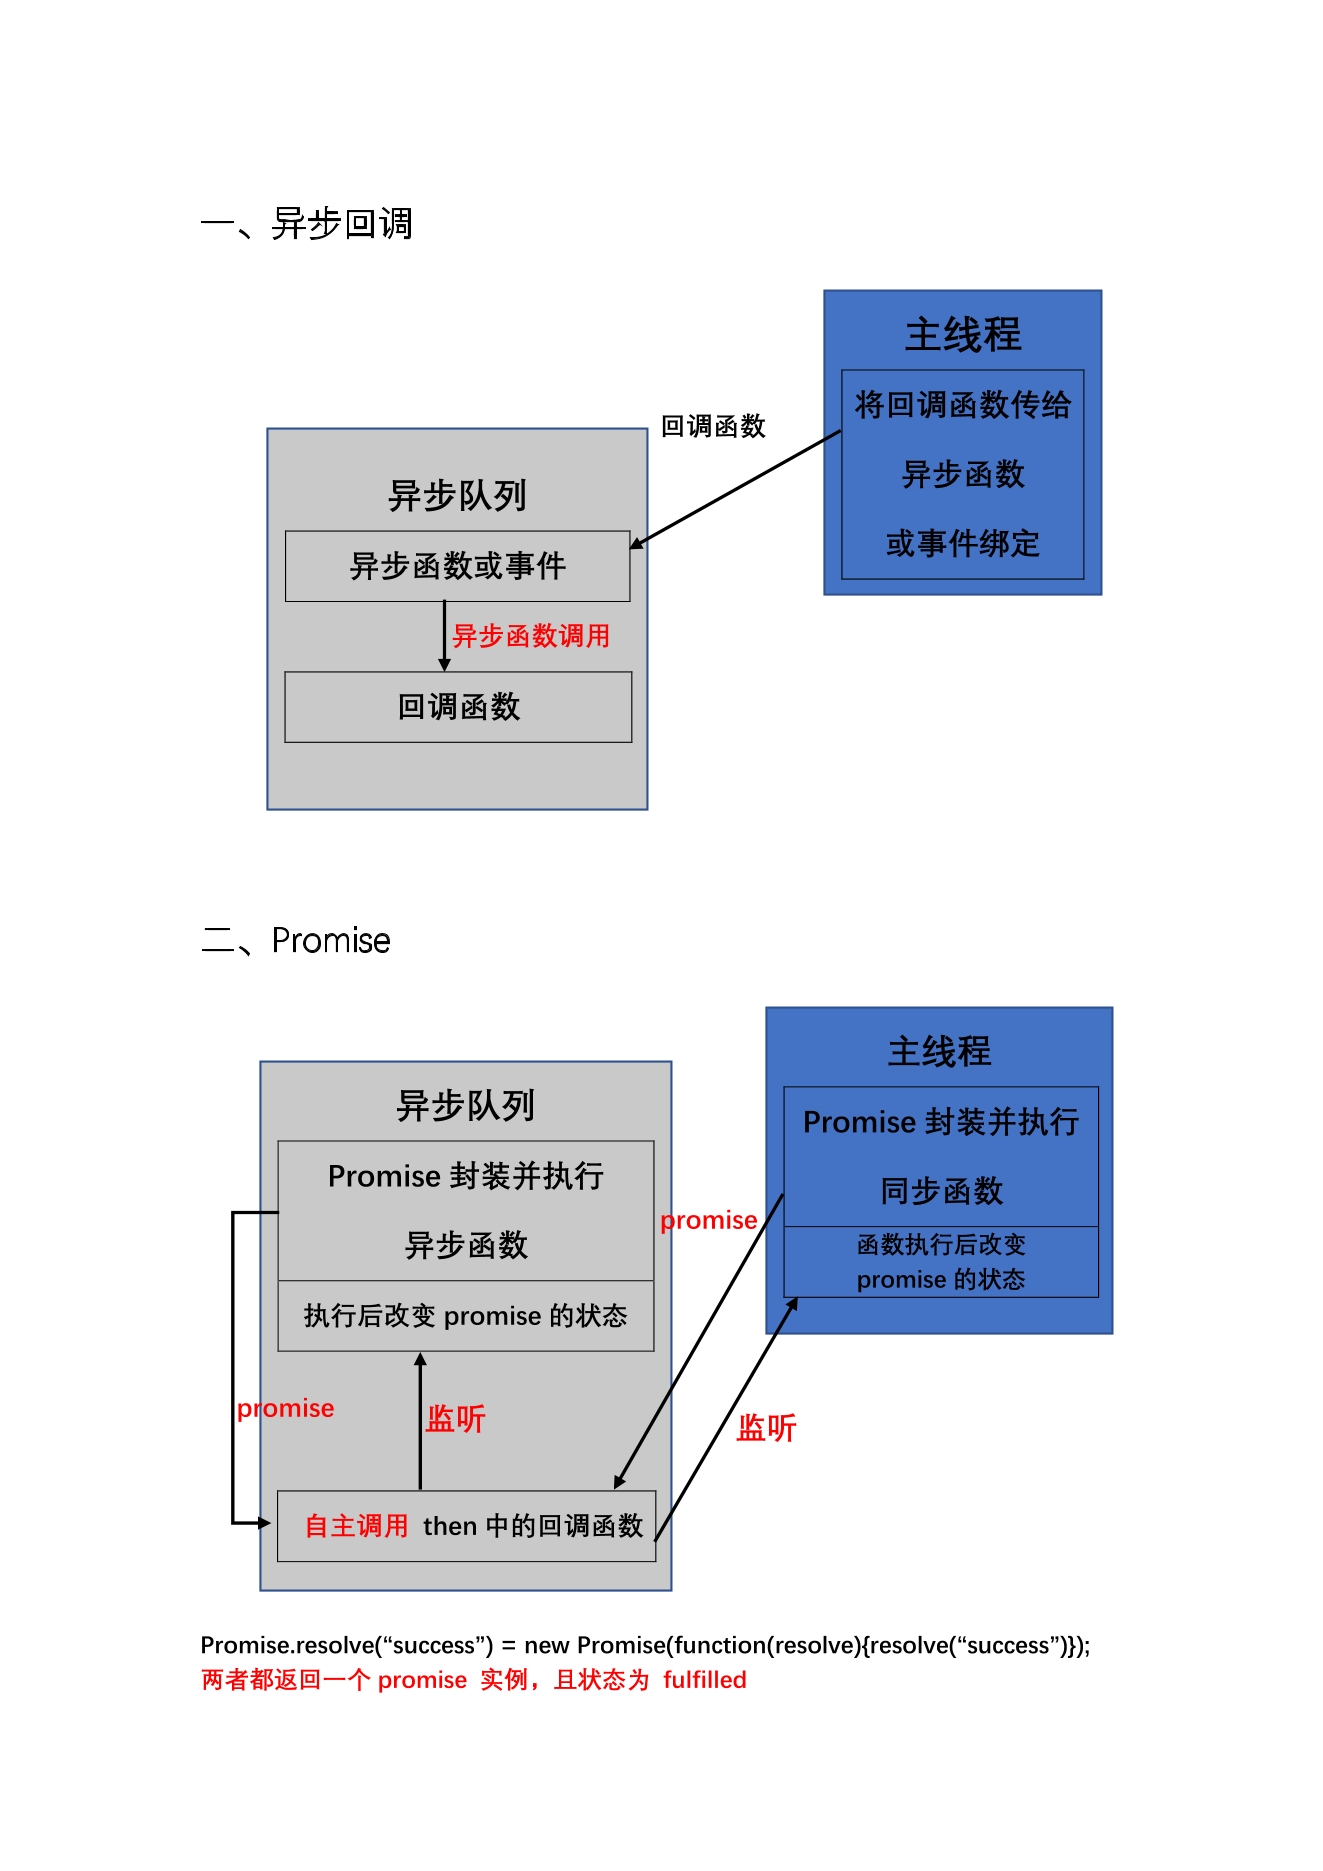 一、异步回调
主线程
将回调函数传给
异步函数
或事件绑定
回调函数
异步队列
异步函数或事件
异步函数调用
回调函数
二、Promise
主线程
Promise 封装并执行
同步函数
函数执行后改变
promise 的状态
异步队列
Promise 封装并执行
异步函数
执行后改变 promise 的状态
promise
promise
监听
监听
自主调用 then 中的回调函数
Promise.resolve(“success”) = new Promise(function(resolve){resolve(“success”)});
两者都返回一个 promise 实例，且状态为 fulfilled